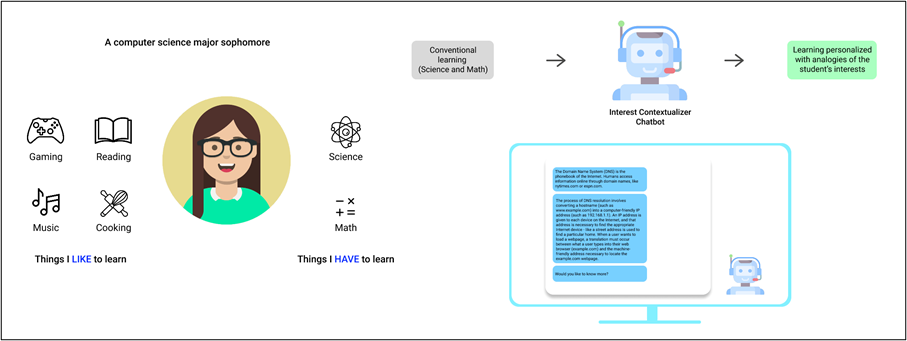 A computer science major sophomore
Gaming
Reading
Music
Cooking
Things I LIKE to learn
Science
Math
Things I HAVE to learn
Conventional
learning
(Science and Math)
Interest Contextualizer
Chatbot
Learning personalized
with analogies of the
student's interests
The Domain Name System (DNS) is the
phonebook of the Internet. Humans access
information online through domain names, like
nytimes.com or espn.com.
The process of DNS resolution involves
converting a hostname (such as
www.example.com) into a computer-friendly IP
address (such as 192.168.1.1). An IP address is
given to each device on the Internet, and that
address is necessary to find the appropriate
Internet device - like a street address is used to
find a particular home. When a user wants to
load a webpage, a translation must occur
between what a user types into their web
browser (example.com) and the machine-
friendly address necessary to locate the
example.com webpage.
Would you like to know more?